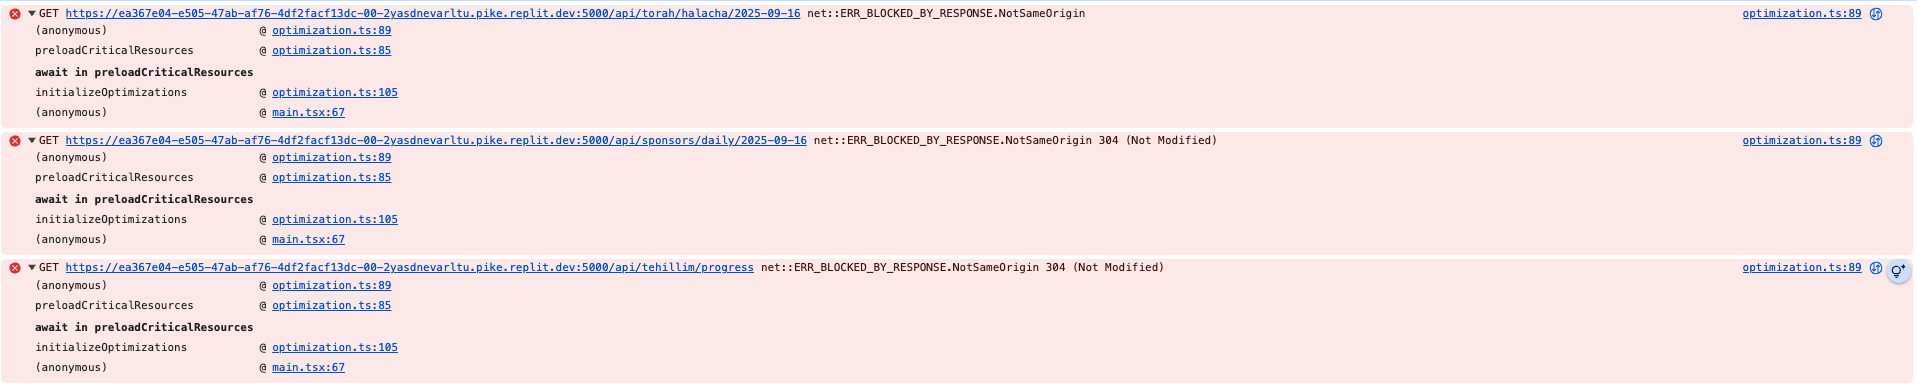 GET https://ea367e04-e505-47ab-af76-4df2facf13dc-00-2yasdnevarltu.pike.replit.dev:5000/api/torah/halacha/2025-09-16 net::ERR_BLOCKED_BY_RESPONSE.NotSameOrigin optimization.ts:89
(anonymous) @ optimization.ts:89
preloadCriticalResources @ optimization.ts:85
await in preloadCriticalResources
initializeOptimizations @ optimization.ts:105
(anonymous) @ main.tsx:67
GET https://ea367e04-e505-47ab-af76-4df2facf13dc-00-2yasdnevarltu.pike.replit.dev:5000/api/sponsors/daily/2025-09-16 net::ERR_BLOCKED_BY_RESPONSE.NotSameOrigin 304 (Not Modified) optimization.ts:89
(anonymous) @ optimization.ts:89
preloadCriticalResources @ optimization.ts:85
await in preloadCriticalResources
initializeOptimizations @ optimization.ts:105
(anonymous) @ main.tsx:67
GET https://ea367e04-e505-47ab-af76-4df2facf13dc-00-2yasdnevarltu.pike.replit.dev:5000/api/tehillim/progress net::ERR_BLOCKED_BY_RESPONSE.NotSameOrigin 304 (Not Modified) optimization.ts:89
(anonymous) @ optimization.ts:89
preloadCriticalResources @ optimization.ts:85
await in preloadCriticalResources
initializeOptimizations @ optimization.ts:105
(anonymous) @ main.tsx:67